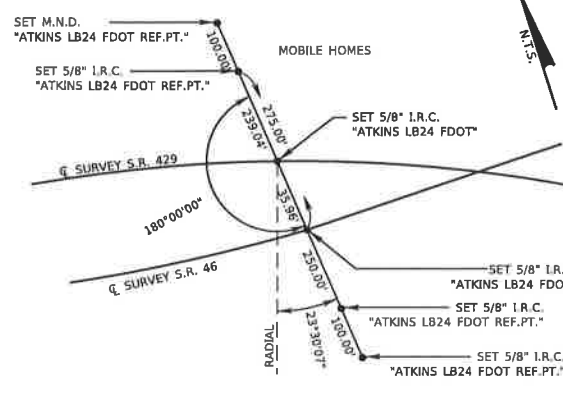 SET M.N.D.
"ATKINS LB24 FDOT REF.PT."
100.00'
MOBILE HOMES
N.T.S.
SET 5/8" I.R.C.
"ATKINS LB24 FDOT REF.PT."
275.00'
239.04'
SET 5/8" I.R.C.
"ATKINS LB24 FDOT"
℄ SURVEY S.R. 429
35.96'
180°00'00"
℄ SURVEY S.R. 46
250.00'
SET 5/8" I.R.
"ATKINS LB24 FDO
SET 5/8" I.R.C.
"ATKINS LB24 FDOT REF.PT."
23°30'07"
100.00'
RADIAL
SET 5/8" I.R.C.
"ATKINS LB24 FDOT REF.PT."